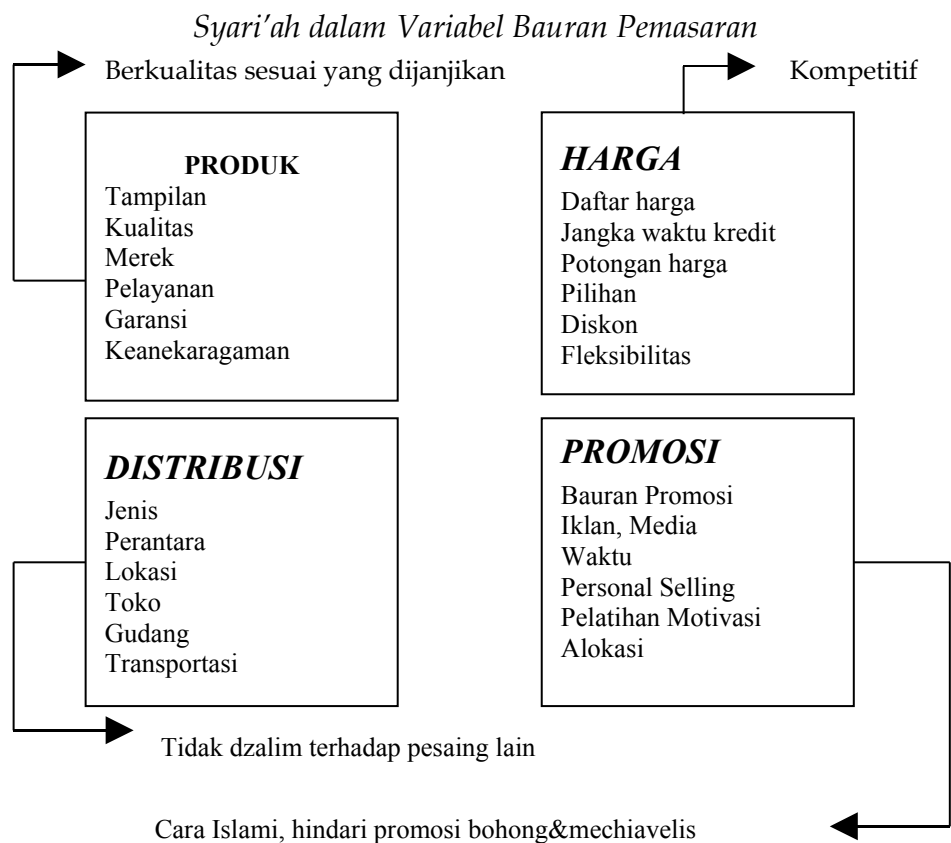 Syari'ah dalam Variabel Bauran Pemasaran
Berkualitas sesuai yang dijanjikan
Kompetitif
PRODUK
Tampilan
Kualitas
Merek
Pelayanan
Garansi
Keanekaragaman
HARGA
Daftar harga
Jangka waktu kredit
Potongan harga
Pilihan
Diskon
Fleksibilitas
DISTRIBUSI
Jenis
Perantara
Lokasi
Toko
Gudang
Transportasi
PROMOSI
Bauran Promosi
Iklan, Media
Waktu
Personal Selling
Pelatihan Motivasi
Alokasi
Tidak dzalim terhadap pesaing lain
Cara Islami, hindari promosi bohong&mechiavelis